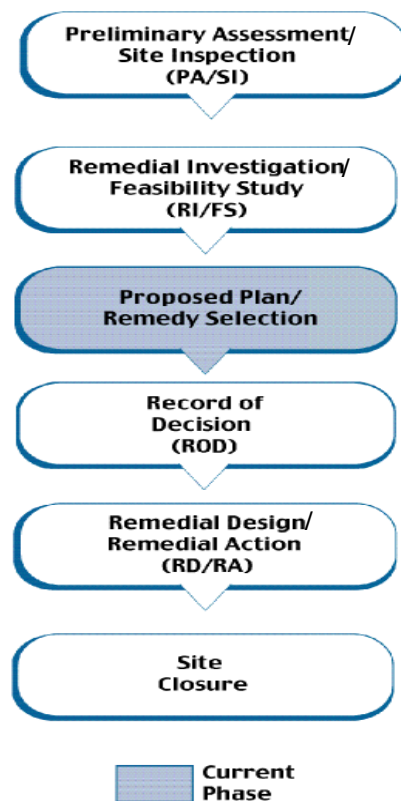 Preliminary Assessment/
Site Inspection
(PA/SI)
Remedial Investigation/
Feasibility Study
(RI/FS)
Proposed Plan/
Remedy Selection
Record of
Decision
(ROD)
Remedial Design/
Remedial Action
(RD/RA)
Site
Closure
Current
Phase